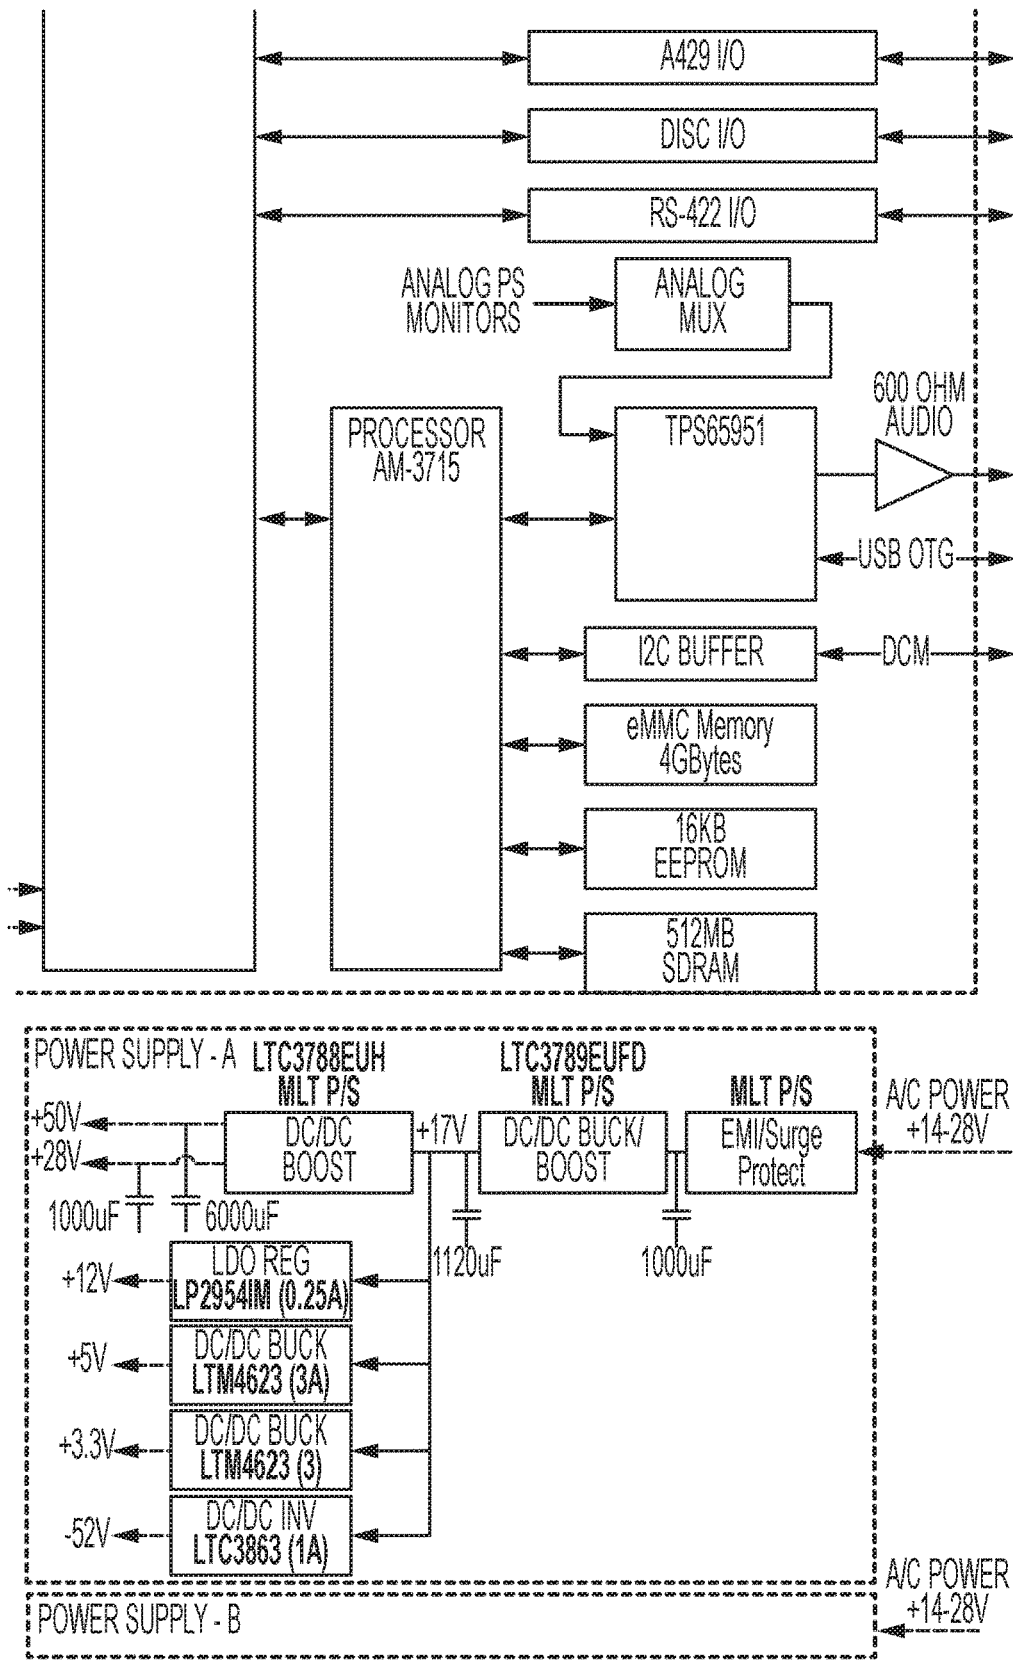 A429 I/O
DISC I/O
RS-422 I/O
ANALOG PS
MONITORS
ANALOG
MUX
600 OHM
AUDIO
PROCESSOR
AM-3715
TPS65951
USB OTG
I2C BUFFER
DCM
eMMC Memory
4GBytes
16KB
EEPROM
512MB
SDRAM
POWER SUPPLY - A
LTC3788EUH
MLT P/S
LTC3789EUFD
MLT P/S
MLT P/S
A/C POWER
+14-28V
+50V
+28V
DC/DC
BOOST
+17V
DC/DC BUCK/
BOOST
EMI/Surge
Protect
1000uF
6000uF
1120uF
1000uF
+12V
LDO REG
LP2954IM (0.25A)
+5V
DC/DC BUCK
LTM4623 (3A)
+3.3V
DC/DC BUCK
LTM4623 (3)
-52V
DC/DC INV
LTC3863 (1A)
A/C POWER
+14-28V
POWER SUPPLY - B